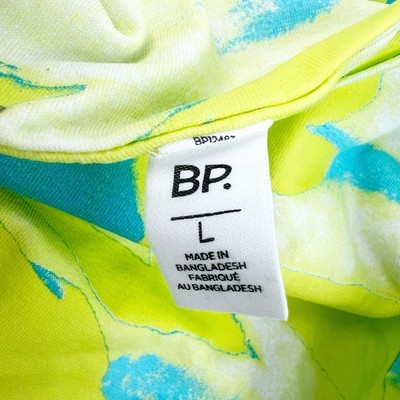 BP.
L
MADE IN
BANGLADESH
FABRIQUÉ
AU BANGLADESH